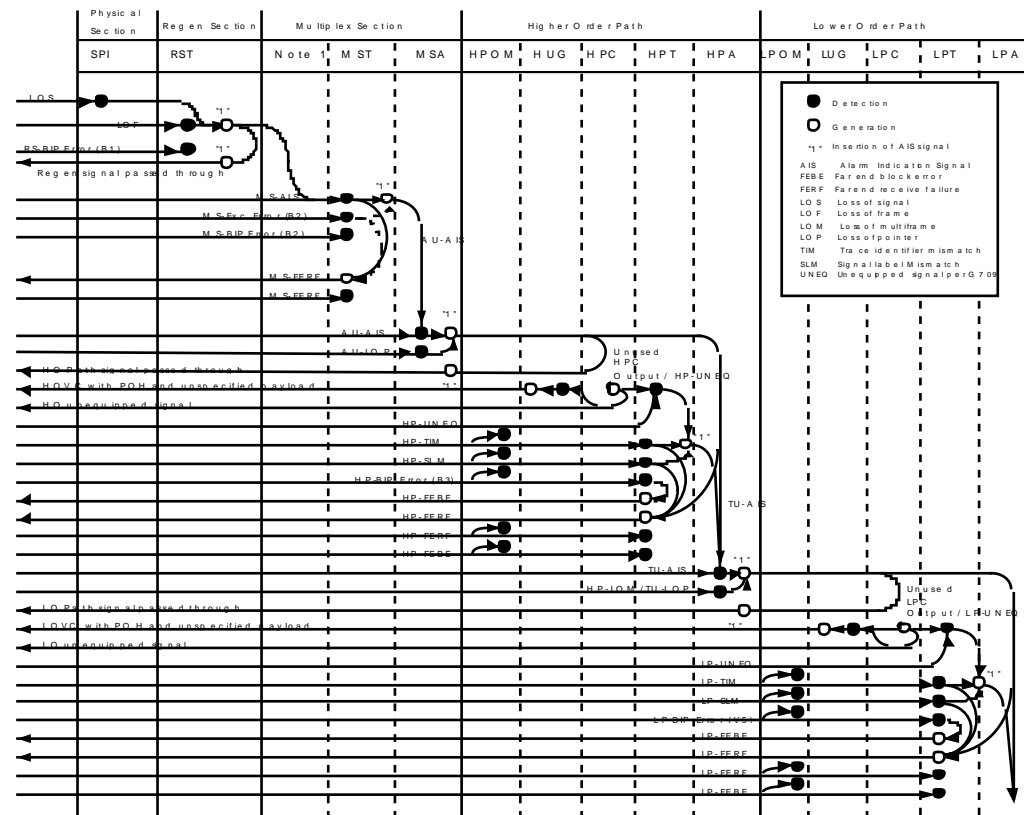 Physical Section
Regen Section
Multiplex Section
Higher Order Path
Lower Order Path
SPI
RST
Note 1
MST
MSA
HPOM
HUG
HPC
HPT
HPA
LPOM
LUG
LPC
LPT
LPA
Detection
Generation
"1" Insertion of AIS signal
AIS Alarm Indication Signal
FEBE Far end block error
FERF Far end receive failure
LOS Loss of signal
LOF Loss of frame
LOM Loss of multiframe
LOP Loss of pointer
TIM Trace identifier mismatch
SLM Signal label Mismatch
UNEQ Unequipped signal per G 709
LOS
"1"
LOF
RS-BIP Error (B1)
"1"
Regen signal passed through
"1"
MS-AIS
MS-Exc. Error (B2)
MS-BIP Error (B2)
AU-AIS
MS-FERF
MS-FERF
"1"
AU-AIS
AU-LOP
Unused
HPC
Output / HP-UNEQ
HO Path signal passed through
HOVC with POH and unspecified payload
"1"
HO unequipped signal
HP-UNEQ
"1"
HP-TIM
HP-SLM
HP-BIP Error (B3)
HP-FEBE
TU-AIS
HP-FERF
HP-FERF
HP-FEBE
"1"
TU-AIS
HP-LOM / TU-LOP
Unused
LPC
Output / LP-UNEQ
LO Path signal passed through
LOVC with POH and unspecified payload
"1"
LO unequipped signal
LP-UNEQ
"1"
LP-TIM
LP-SLM
LP-BIP Error (V5)
LP-FEBE
LP-FERF
LP-FERF
LP-FEBE